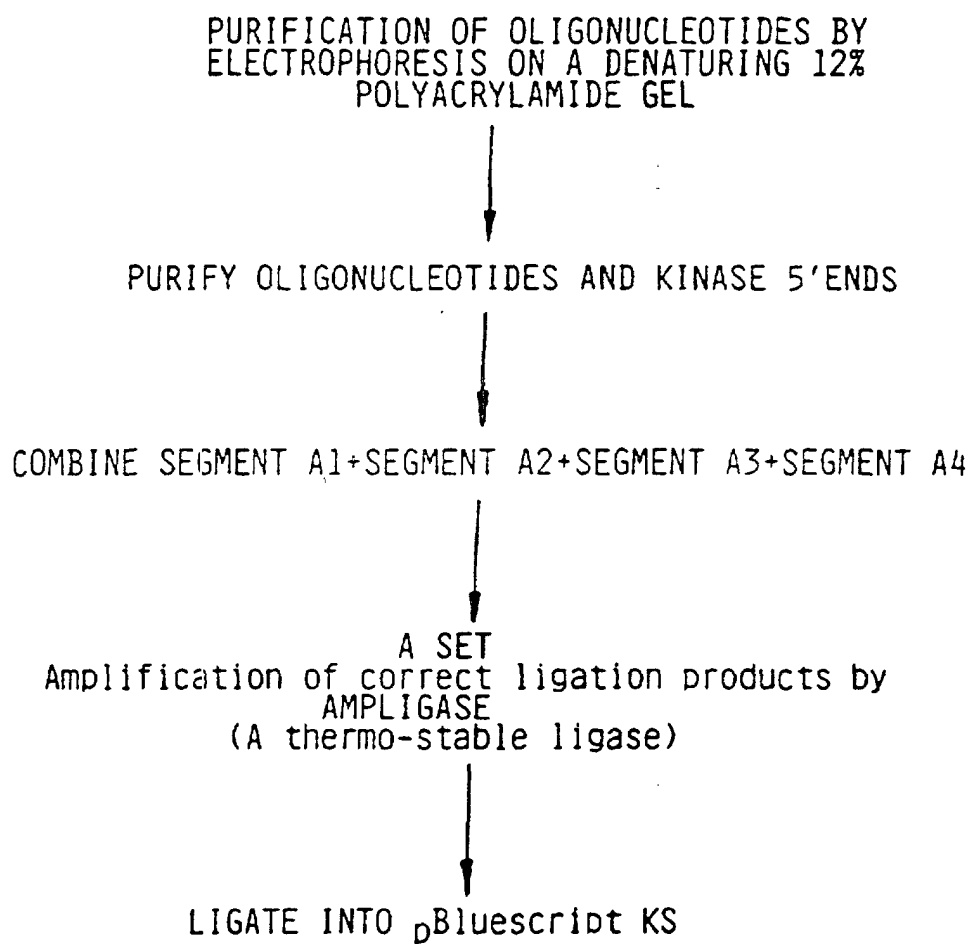 PURIFICATION OF OLIGONUCLEOTIDES BY
ELECTROPHORESIS ON A DENATURING 12%
POLYACRYLAMIDE GEL
PURIFY OLIGONUCLEOTIDES AND KINASE 5'ENDS
COMBINE SEGMENT A1+SEGMENT A2+SEGMENT A3+SEGMENT A4
A SET
Amplification of correct ligation products by
AMPLIGASE
(A thermo-stable ligase)
LIGATE INTO pBluescript KS